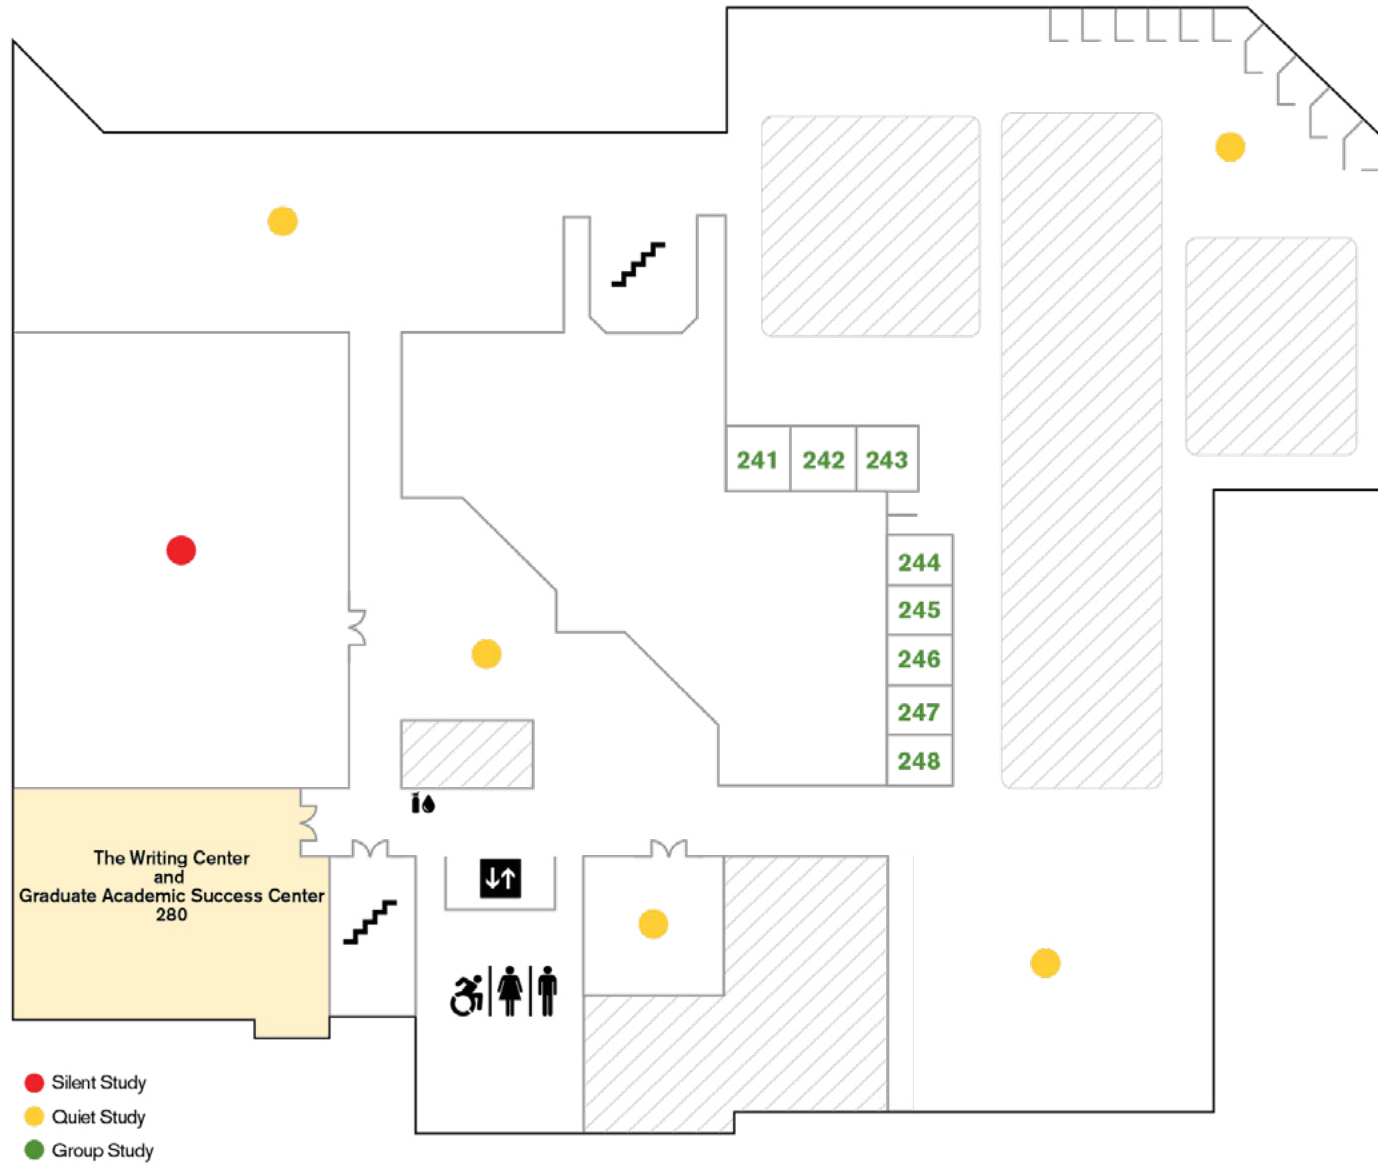 241 242 243
244
245
246
247
248
The Writing Center
and
Graduate Academic Success Center
280
Silent Study
Quiet Study
Group Study